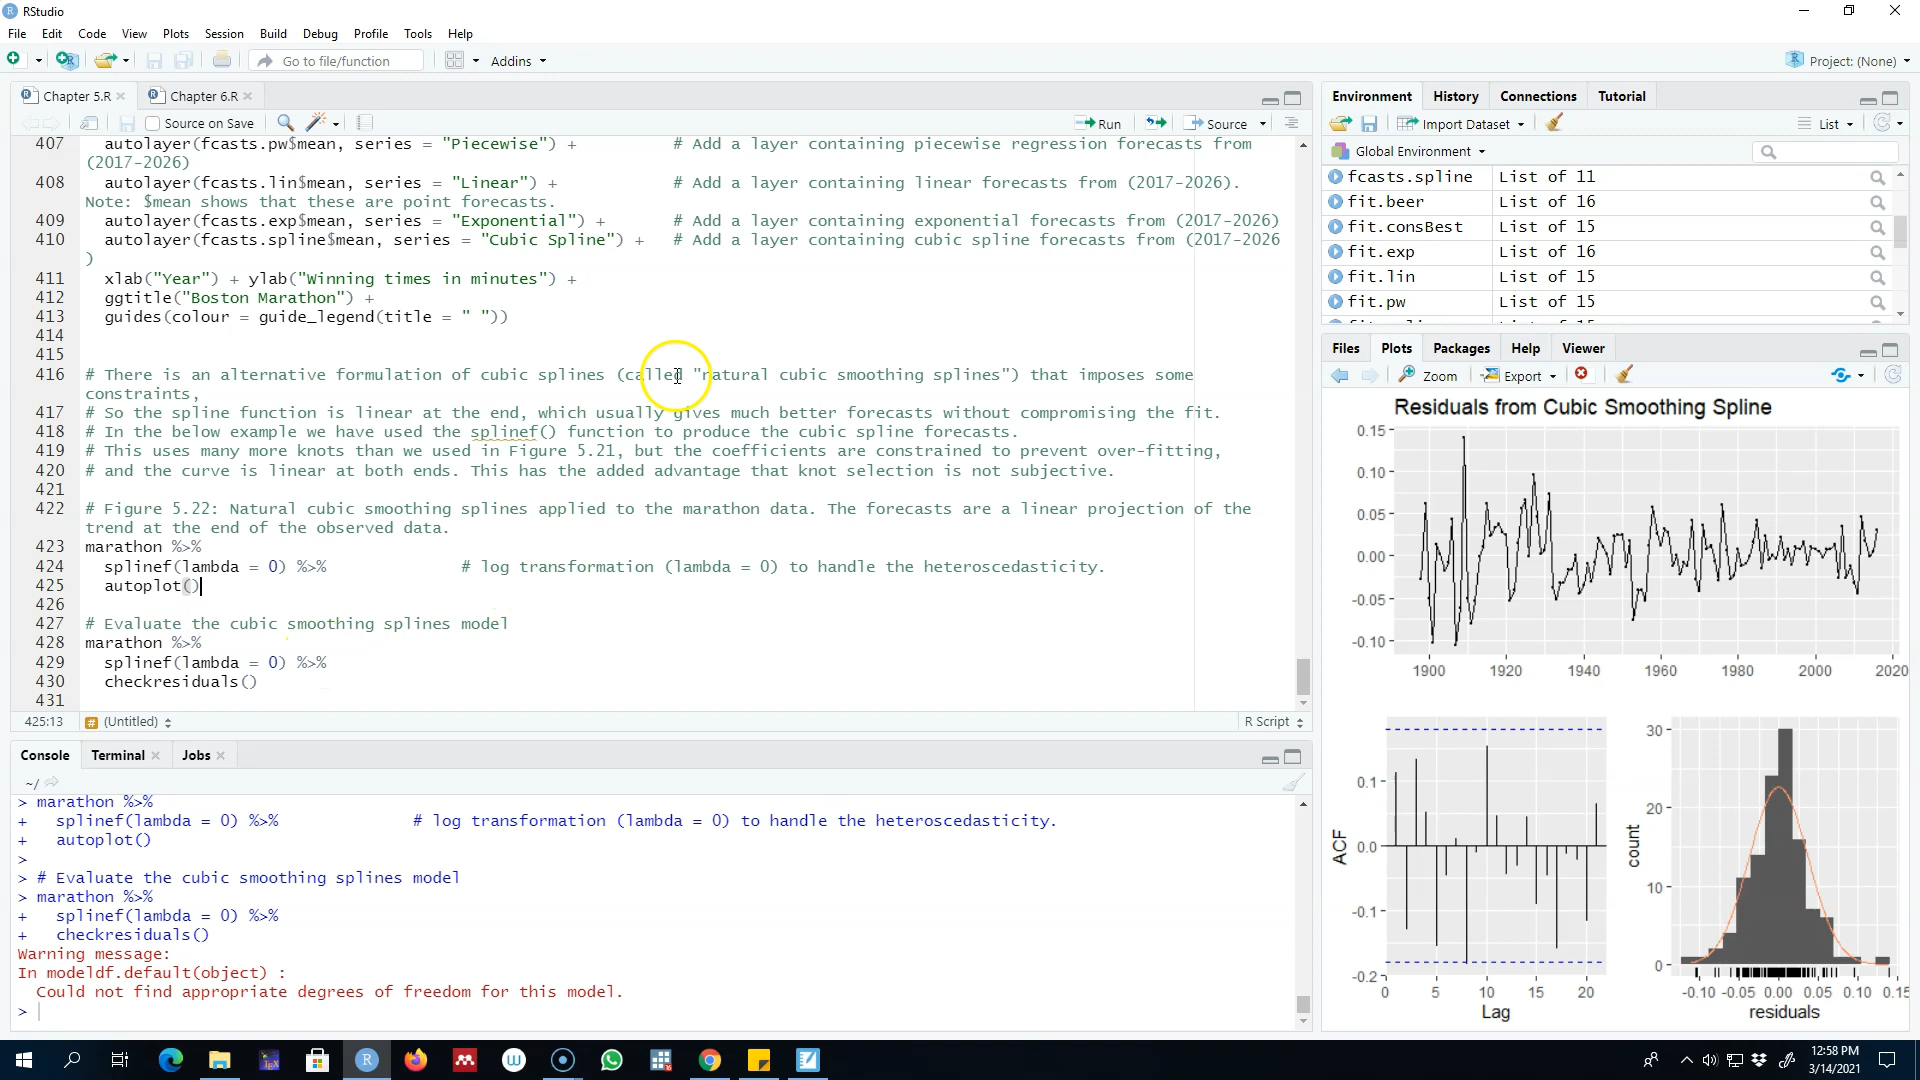 RStudio
File Edit Code View Plots Session Build Debug Profile Tools Help
Go to file/function Addins Project: (None)
Chapter 5.R Chapter 6.R
Source on Save Run Source
407 autolayer(fcasts.pw$mean, series = "Piecewise") + # Add a layer containing piecewise regression forecasts from
(2017-2026)
408 autolayer(fcasts.lin$mean, series = "Linear") + # Add a layer containing linear forecasts from (2017-2026).
Note: $mean shows that these are point forecasts.
409 autolayer(fcasts.exp$mean, series = "Exponential") + # Add a layer containing exponential forecasts from (2017-2026)
410 autolayer(fcasts.spline$mean, series = "Cubic Spline") + # Add a layer containing cubic spline forecasts from (2017-2026
)
411 xlab("Year") + ylab("Winning times in minutes") +
412 ggtitle("Boston Marathon") +
413 guides(colour = guide_legend(title = " "))
414
415
416 # There is an alternative formulation of cubic splines (called "natural cubic smoothing splines") that imposes some
constraints,
417 # So the spline function is linear at the end, which usually gives much better forecasts without compromising the fit.
418 # In the below example we have used the splinef() function to produce the cubic spline forecasts.
419 # This uses many more knots than we used in Figure 5.21, but the coefficients are constrained to prevent over-fitting,
420 # and the curve is linear at both ends. This has the added advantage that knot selection is not subjective.
421
422 # Figure 5.22: Natural cubic smoothing splines applied to the marathon data. The forecasts are a linear projection of the
trend at the end of the observed data.
423 marathon %>%
424 splinef(lambda = 0) %>% # log transformation (lambda = 0) to handle the heteroscedasticity.
425 autoplot()
426
427 # Evaluate the cubic smoothing splines model
428 marathon %>%
429 splinef(lambda = 0) %>%
430 checkresiduals()
431
425:13 # (Untitled) R Script
Console Terminal Jobs
~/
> marathon %>%
+ splinef(lambda = 0) %>% # log transformation (lambda = 0) to handle the heteroscedasticity.
+ autoplot()
>
> # Evaluate the cubic smoothing splines model
> marathon %>%
+ splinef(lambda = 0) %>%
+ checkresiduals()
Warning message:
In modeldf.default(object) :
Could not find appropriate degrees of freedom for this model.
>
Environment History Connections Tutorial
Import Dataset List
Global Environment
fcasts.spline List of 11
fit.beer List of 16
fit.consBest List of 15
fit.exp List of 16
fit.lin List of 15
fit.pw List of 15
Files Plots Packages Help Viewer
Zoom Export
Residuals from Cubic Smoothing Spline
0.15
0.10
0.05
0.00
-0.05
-0.10
1900 1920 1940 1960 1980 2000 2020
ACF
0.1
0.0
-0.1
-0.2
0 5 10 15 20
Lag
count
30
20
10
0
-0.10 -0.05 0.00 0.05 0.10 0.15
residuals
12:58 PM
3/14/2021